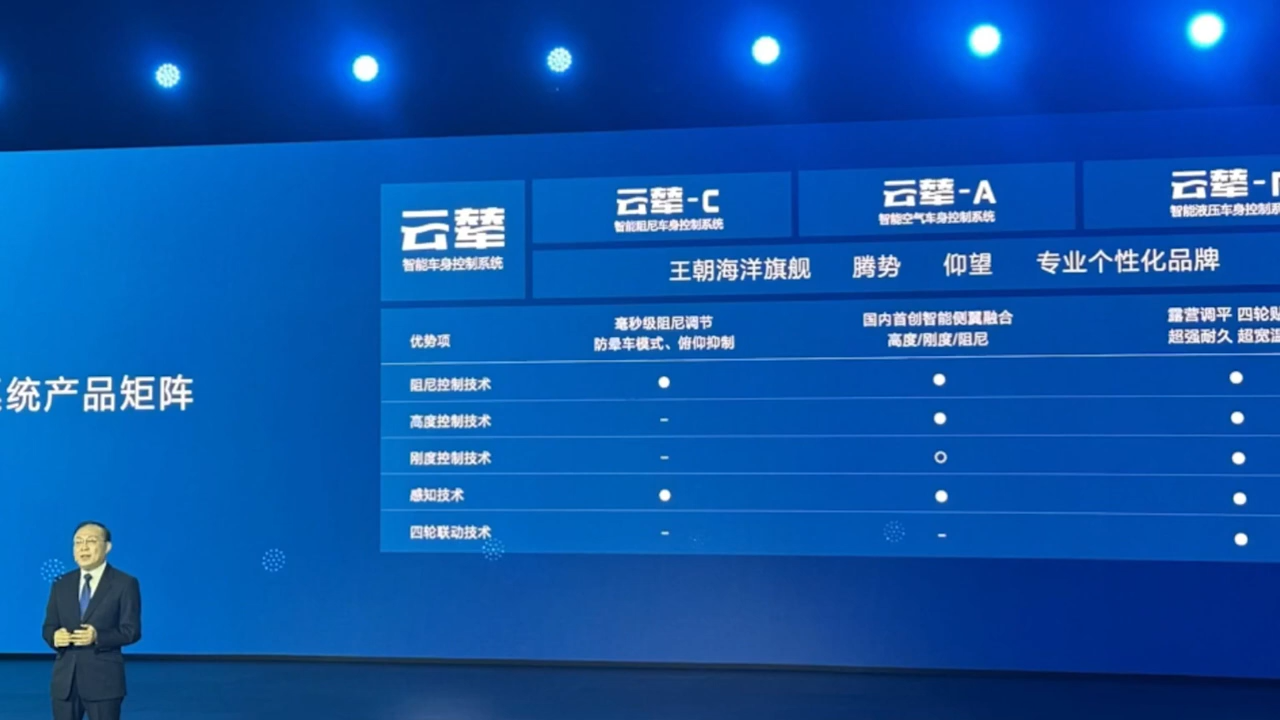 统产品矩阵
云辇
智能车身控制系统
云辇-C
智能阻尼车身控制系统
云辇-A
智能空气车身控制系统
云辇-
智能液压车身控制系
王朝海洋旗舰 腾势 仰望 专业个性化品牌
优势项
毫秒级阻尼调节
防晕车模式、俯仰抑制
国内首创智能侧翼融合
高度/刚度/阻尼
露营调平 四轮
超强耐久 超宽温
阻尼控制技术 ● ● ●
高度控制技术 - ● ●
刚度控制技术 - ○ ●
感知技术 ● ● ●
四轮联动技术 - - ●